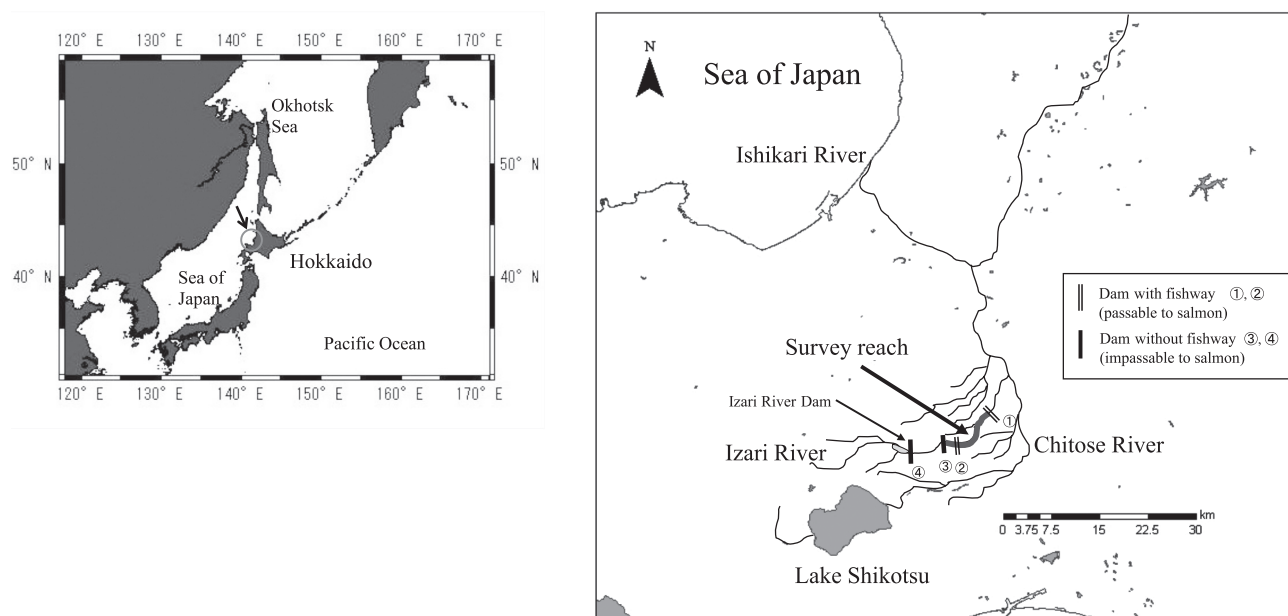 120° E 130° E 140° E 150° E 160° E 170° E
Okhotsk
Sea
50° N
50° N
Hokkaido
40° N
40° N
Sea of
Japan
Pacific Ocean
120° E 130° E 140° E 150° E 160° E 170° E
N
Sea of Japan
Ishikari River
Dam with fishway ①, ②
(passable to salmon)
Dam without fishway ③, ④
(impassable to salmon)
Survey reach
Izari River Dam
①
Izari River
Chitose River
③ ②
④
km
0 3.75 7.5 15 22.5 30
Lake Shikotsu